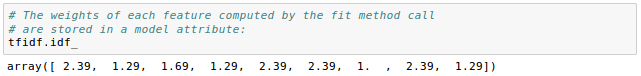 # The weights of each feature computed by the fit method call
# are stored in a model attribute:
tfidf.idf_
array([ 2.39,  1.29,  1.69,  1.29,  2.39,  2.39,  1.  ,  2.39,  1.29])